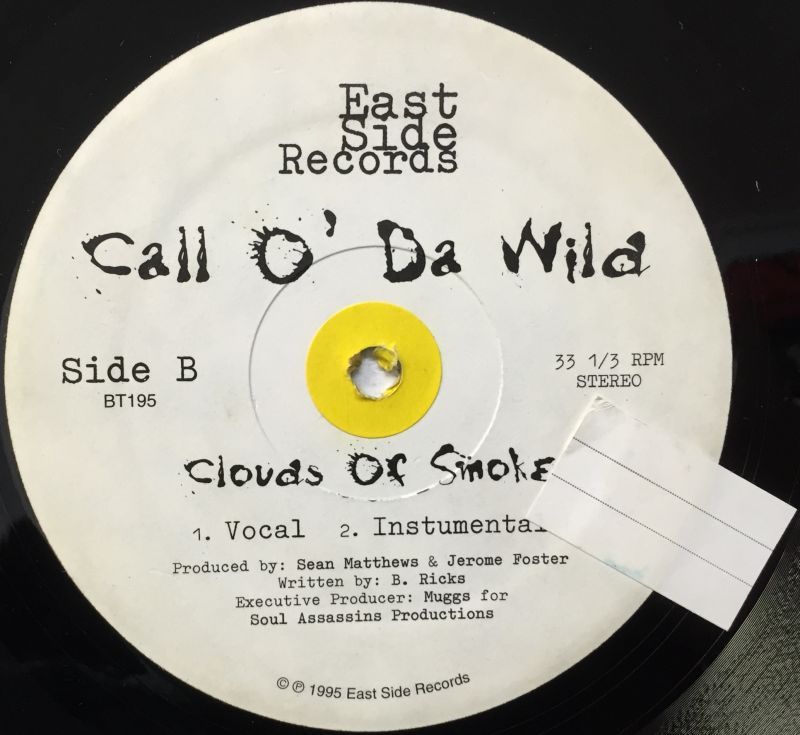 East
Side
Records
Call O' Da Wild
Side B
BT195
33 1/3 RPM
STEREO
Clouds Of Smoke
1. Vocal 2. Instumental
Produced by: Sean Matthews & Jerome Foster
Written by: B. Ricks
Executive Producer: Muggs for
Soul Assassins Productions
© ℗ 1995 East Side Records